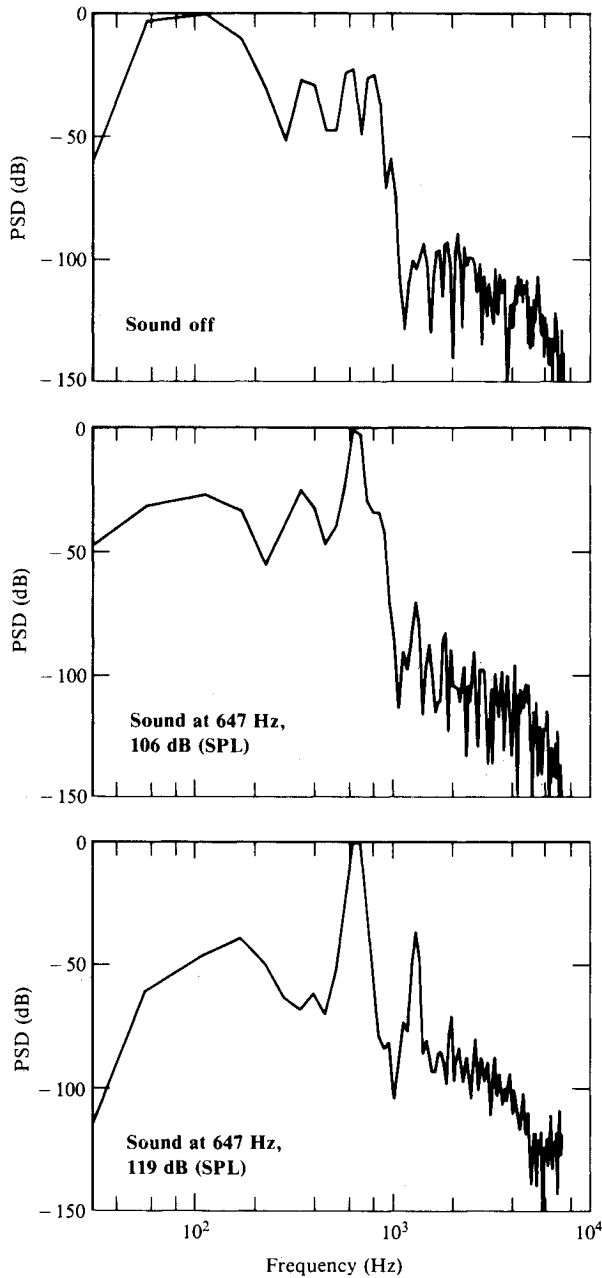 0
−50
−100
−150
PSD (dB)
Sound off
0
−50
−100
−150
PSD (dB)
Sound at 647 Hz,
106 dB (SPL)
0
−50
−100
−150
PSD (dB)
Sound at 647 Hz,
119 dB (SPL)
10²
10³
10⁴
Frequency (Hz)